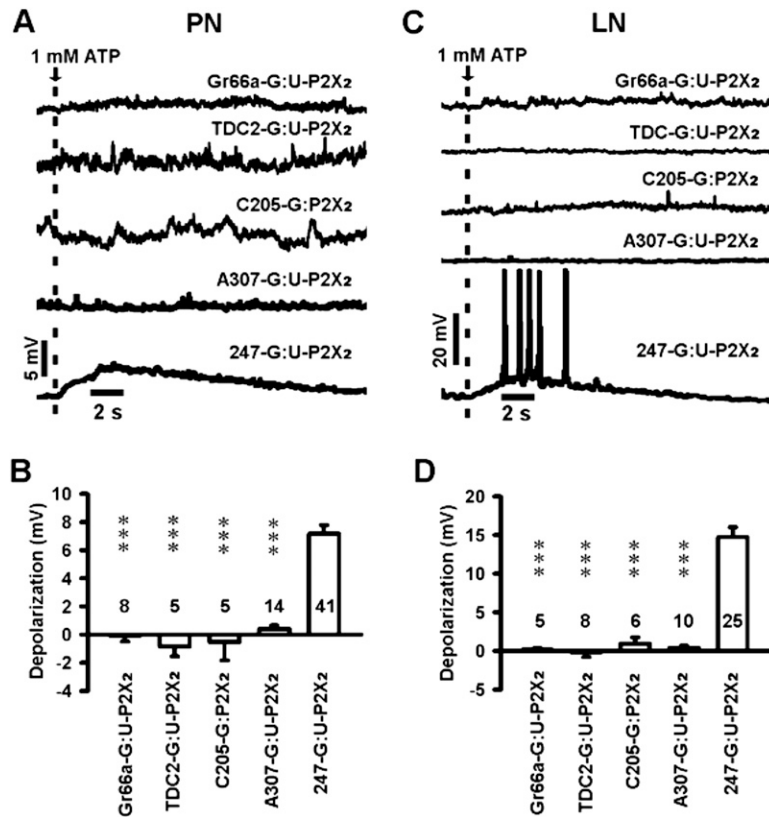 A PN
1 mM ATP
Gr66a-G:U-P2X₂
TDC2-G:U-P2X₂
C205-G:P2X₂
A307-G:U-P2X₂
247-G:U-P2X₂
5 mV
2 s
C LN
1 mM ATP
Gr66a-G:U-P2X₂
TDC-G:U-P2X₂
C205-G:P2X₂
A307-G:U-P2X₂
247-G:U-P2X₂
20 mV
2 s
B
Depolarization (mV)
10
8
6
4
2
0
-2
-4
*** *** *** ***
8 5 5 14 41
Gr66a-G:U-P2X₂
TDC2-G:U-P2X₂
C205-G:P2X₂
A307-G:U-P2X₂
247-G:U-P2X₂
D
Depolarization (mV)
20
15
10
5
0
-5
*** *** *** ***
5 8 6 10 25
Gr66a-G:U-P2X₂
TDC2-G:U-P2X₂
C205-G:P2X₂
A307-G:U-P2X₂
247-G:U-P2X₂